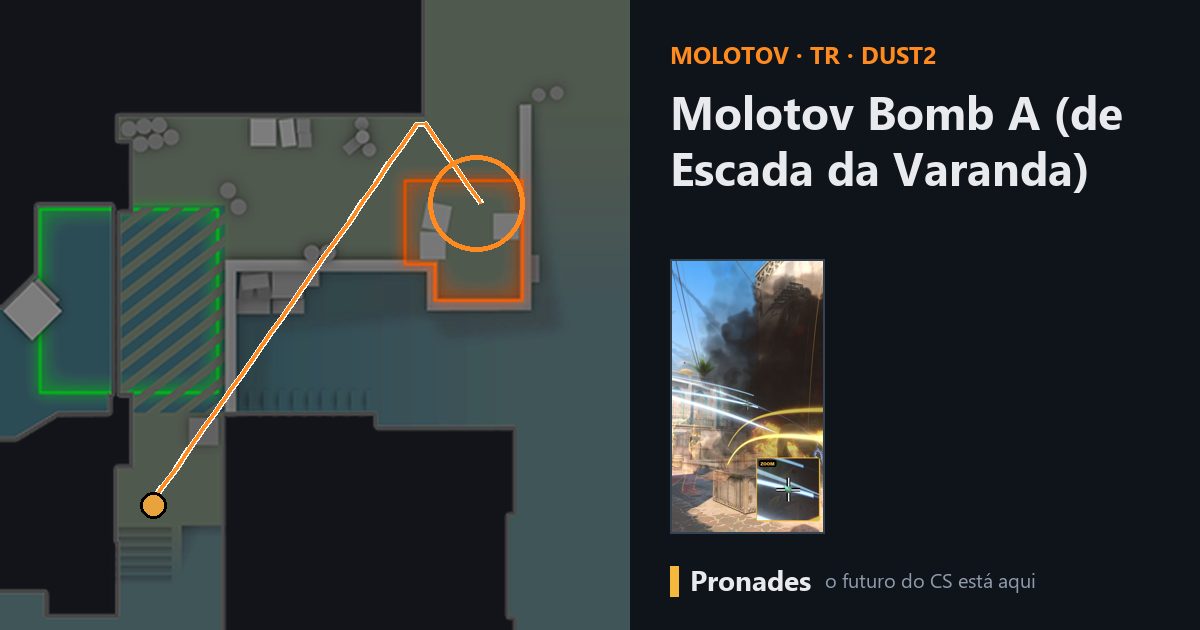 MOLOTOV · TR · DUST2
Molotov Bomb A (de
Escada da Varanda)
ZOOM
Pronades o futuro do CS está aqui